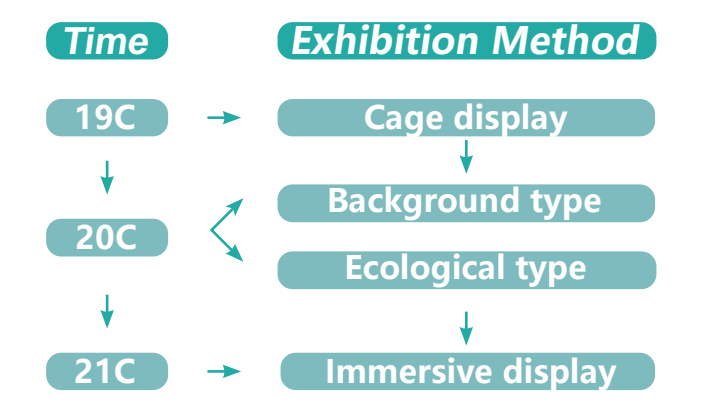 Time
Exhibition Method
19C
Cage display
Background type
20C
Ecological type
21C
Immersive display